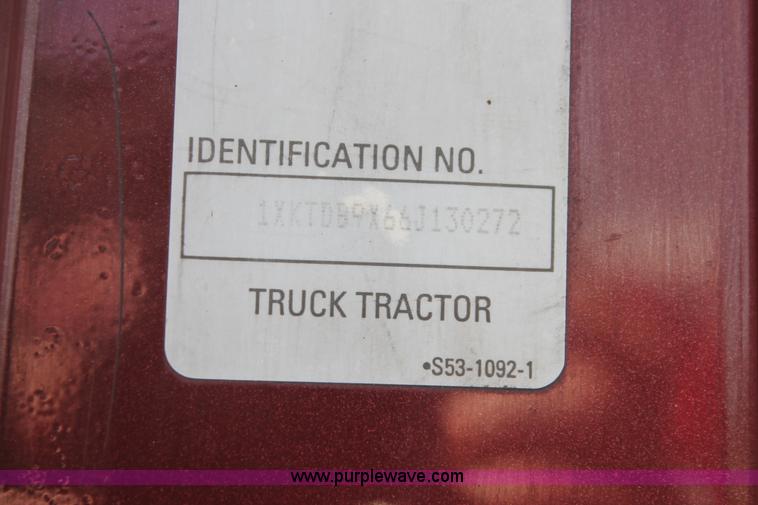 IDENTIFICATION NO.
1XKTDB9X66J130272
TRUCK TRACTOR
•S53-1092-1
www.purplewave.com